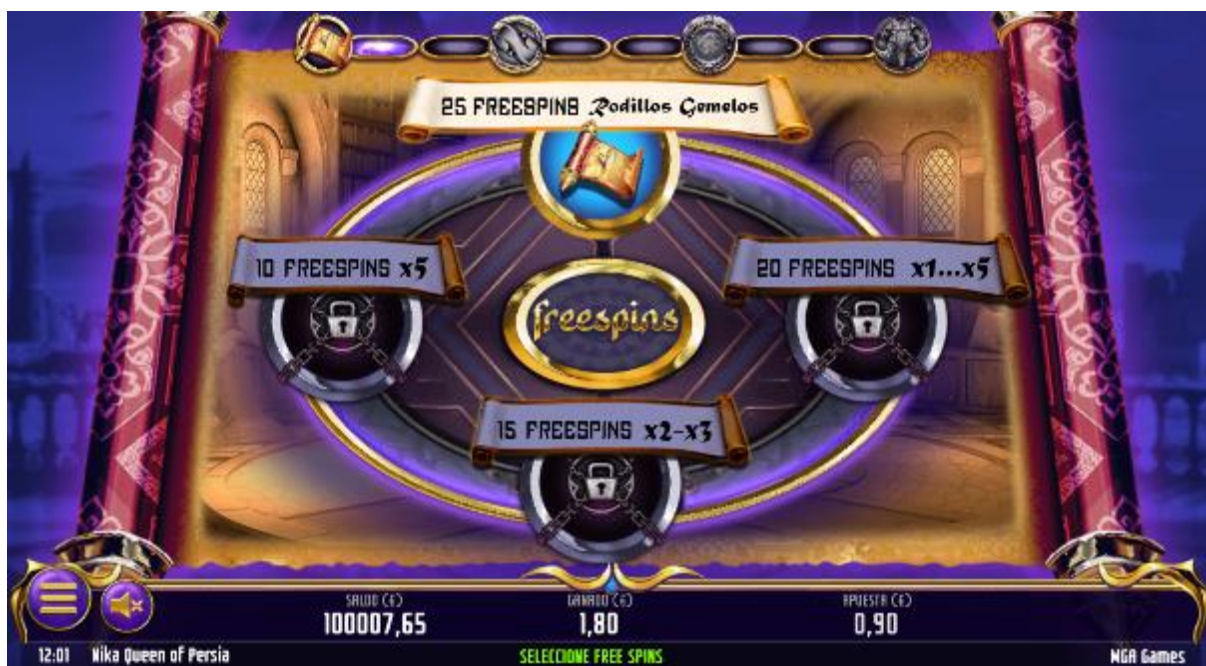 25 FREESPINS Rodillos Gemelos
10 FREESPINS x5
20 FREESPINS x1...x5
freespins
15 FREESPINS x2-x3
SALDO (€)
100007,65
GANADO (€)
1,80
APUESTA (€)
0,90
12:01 Nika Queen of Persia
SELECCIONE FREE SPINS
MGA Games